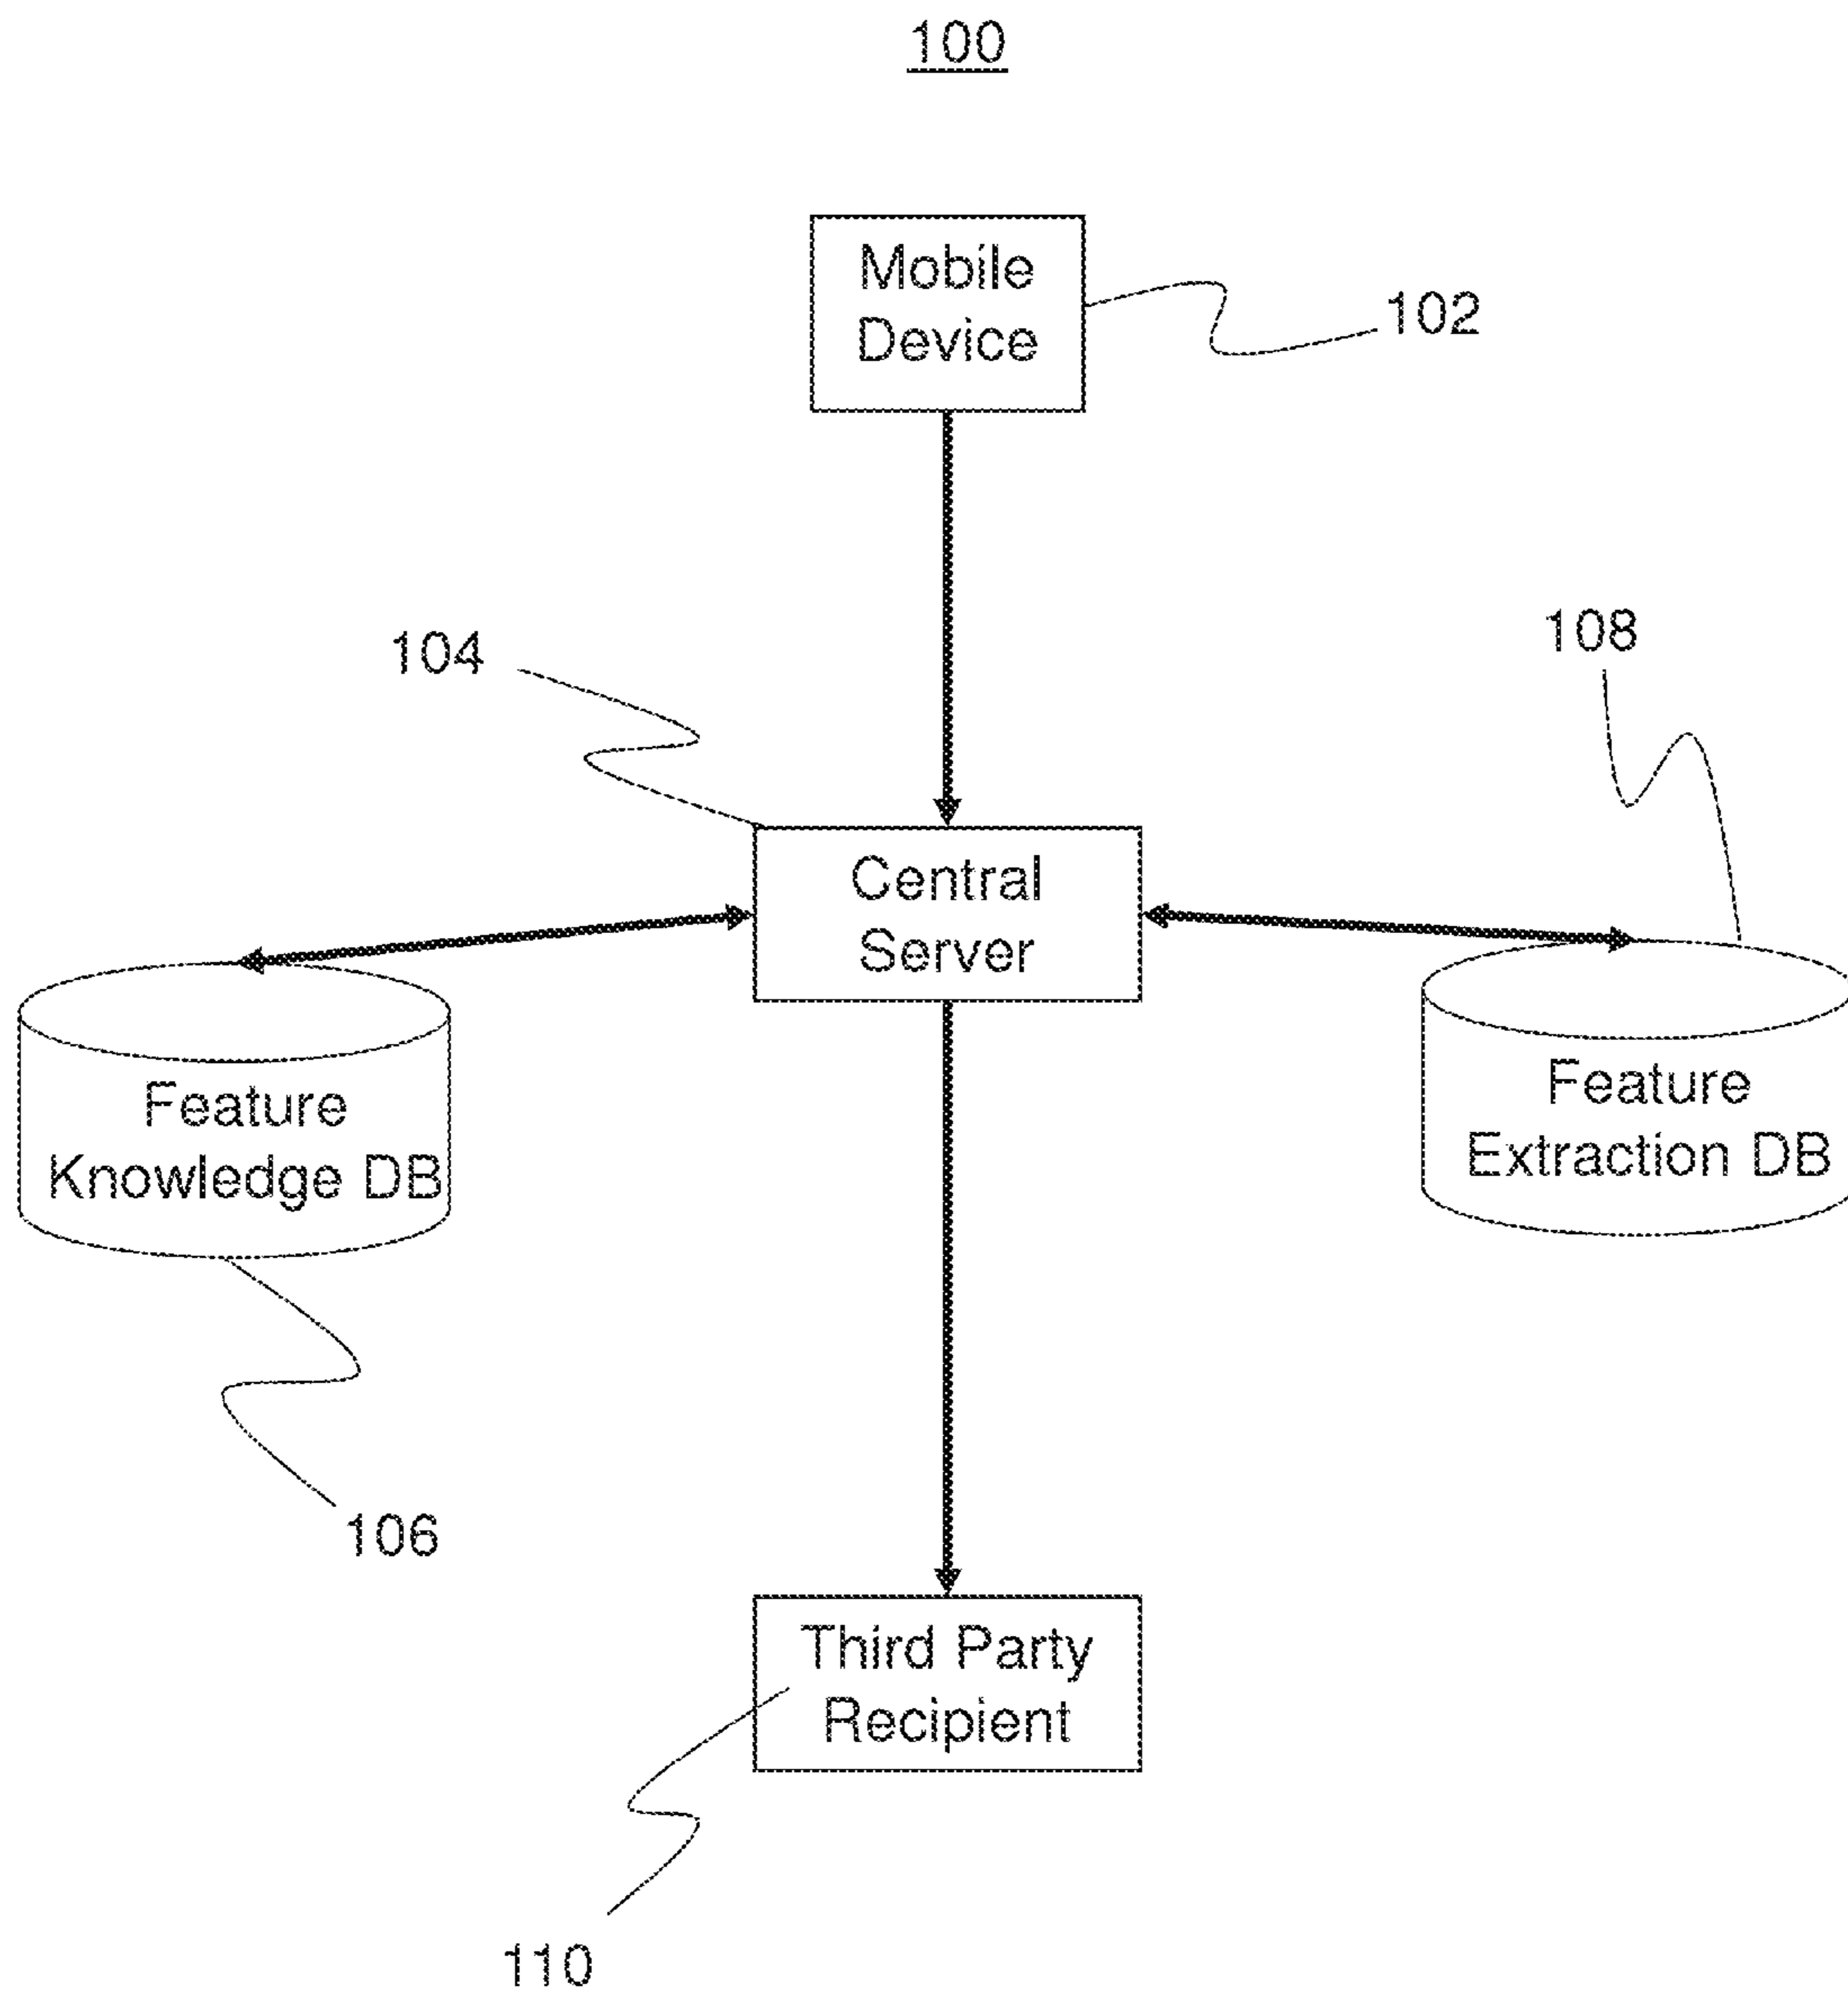 100
Mobile
Device
102
104
108
Central
Server
Feature
Knowledge DB
Feature
Extraction DB
106
Third Party
Recipient
110